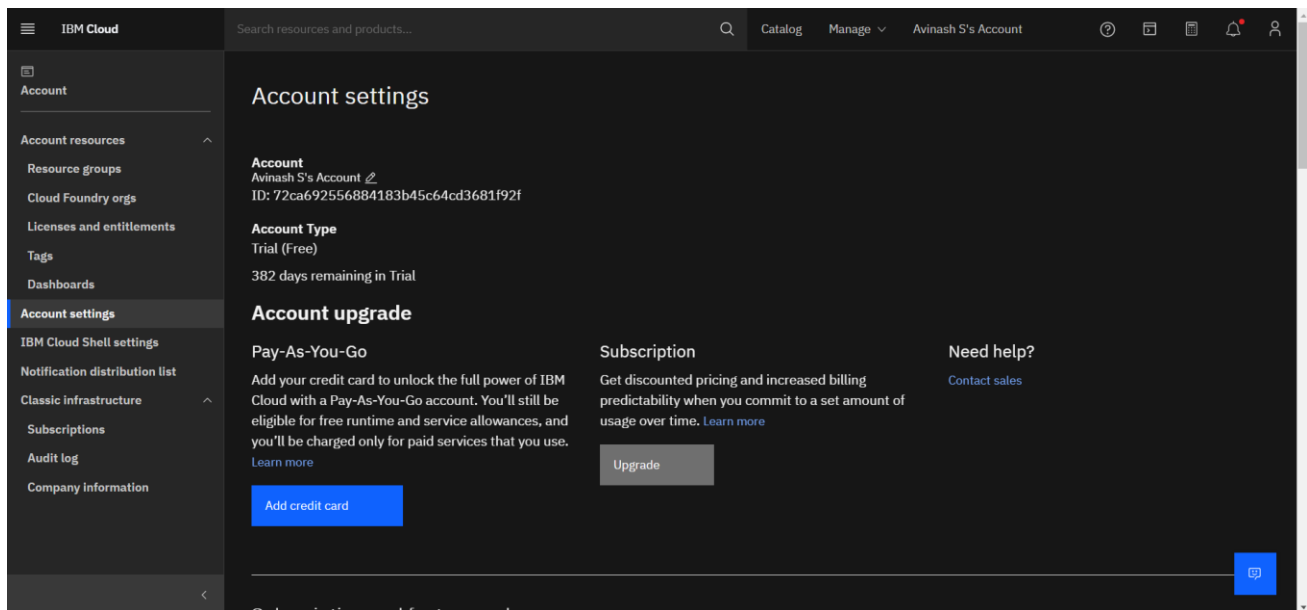 IBM Cloud
Search resources and products...
Catalog
Manage
Avinash S's Account
Account
Account resources
Resource groups
Cloud Foundry orgs
Licenses and entitlements
Tags
Dashboards
Account settings
IBM Cloud Shell settings
Notification distribution list
Classic infrastructure
Subscriptions
Audit log
Company information
Account settings
Account
Avinash S's Account
ID: 72ca692556884183b45c64cd3681f92f
Account Type
Trial (Free)
382 days remaining in Trial
Account upgrade
Pay-As-You-Go
Add your credit card to unlock the full power of IBM
Cloud with a Pay-As-You-Go account. You'll still be
eligible for free runtime and service allowances, and
you'll be charged only for paid services that you use.
Learn more
Add credit card
Subscription
Get discounted pricing and increased billing
predictability when you commit to a set amount of
usage over time. Learn more
Upgrade
Need help?
Contact sales